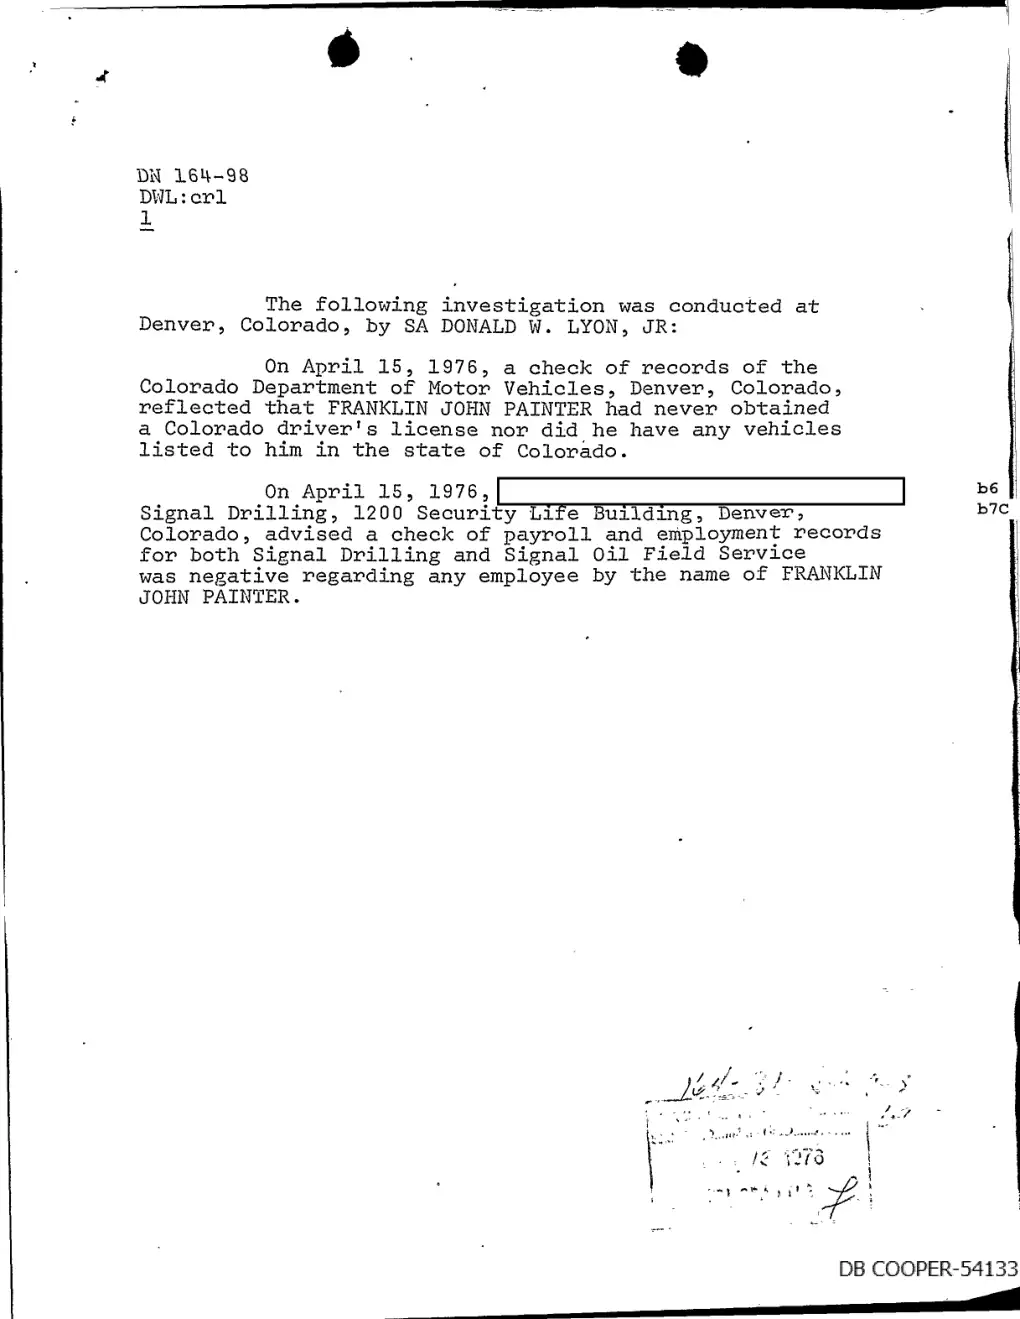 DN 164-98
DWL:crl
1
The following investigation was conducted at
Denver, Colorado, by SA DONALD W. LYON, JR:
On April 15, 1976, a check of records of the
Colorado Department of Motor Vehicles, Denver, Colorado,
reflected that FRANKLIN JOHN PAINTER had never obtained
a Colorado driver's license nor did he have any vehicles
listed to him in the state of Colorado.
On April 15, 1976,
b6
Signal Drilling, 1200 Security Life Building, Denver,
b7C
Colorado, advised a check of payroll and employment records
for both Signal Drilling and Signal Oil Field Service
was negative regarding any employee by the name of FRANKLIN
JOHN PAINTER.
164-81-
1976
DB COOPER-54133